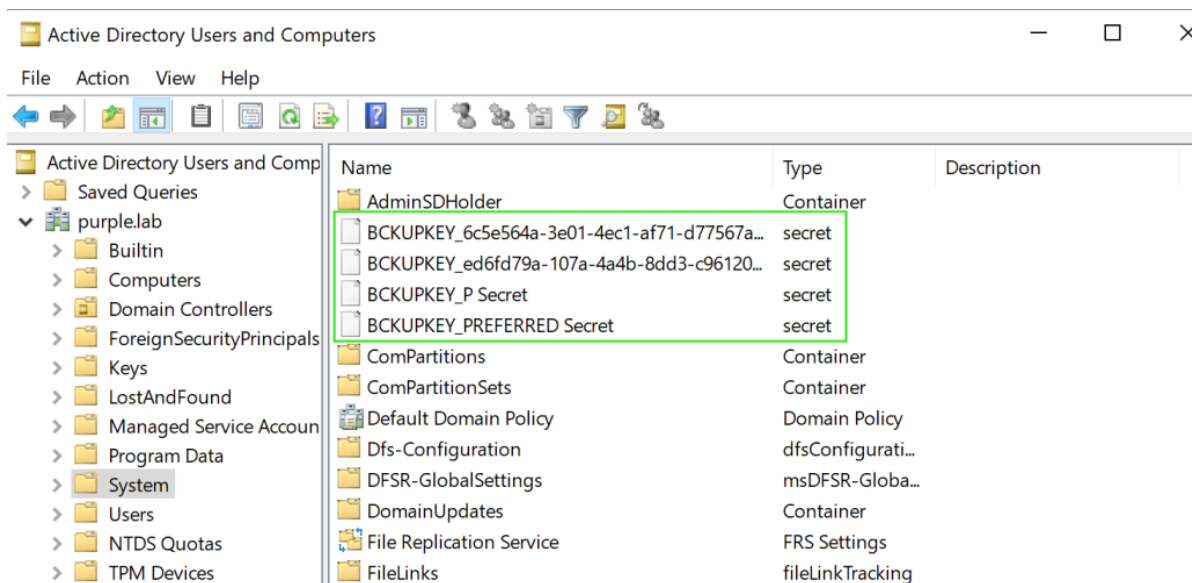 Active Directory Users and Computers
File Action View Help
Active Directory Users and Comp
Saved Queries
purple.lab
Builtin
Computers
Domain Controllers
ForeignSecurityPrincipals
Keys
LostAndFound
Managed Service Accoun
Program Data
System
Users
NTDS Quotas
TPM Devices
Name Type Description
AdminSDHolder Container
BCKUPKEY_6c5e564a-3e01-4ec1-af71-d77567a... secret
BCKUPKEY_ed6fd79a-107a-4a4b-8dd3-c96120... secret
BCKUPKEY_P Secret secret
BCKUPKEY_PREFERRED Secret secret
ComPartitions Container
ComPartitionSets Container
Default Domain Policy Domain Policy
Dfs-Configuration dfsConfigurati...
DFSR-GlobalSettings msDFSR-Globa...
DomainUpdates Container
File Replication Service FRS Settings
FileLinks fileLinkTracking